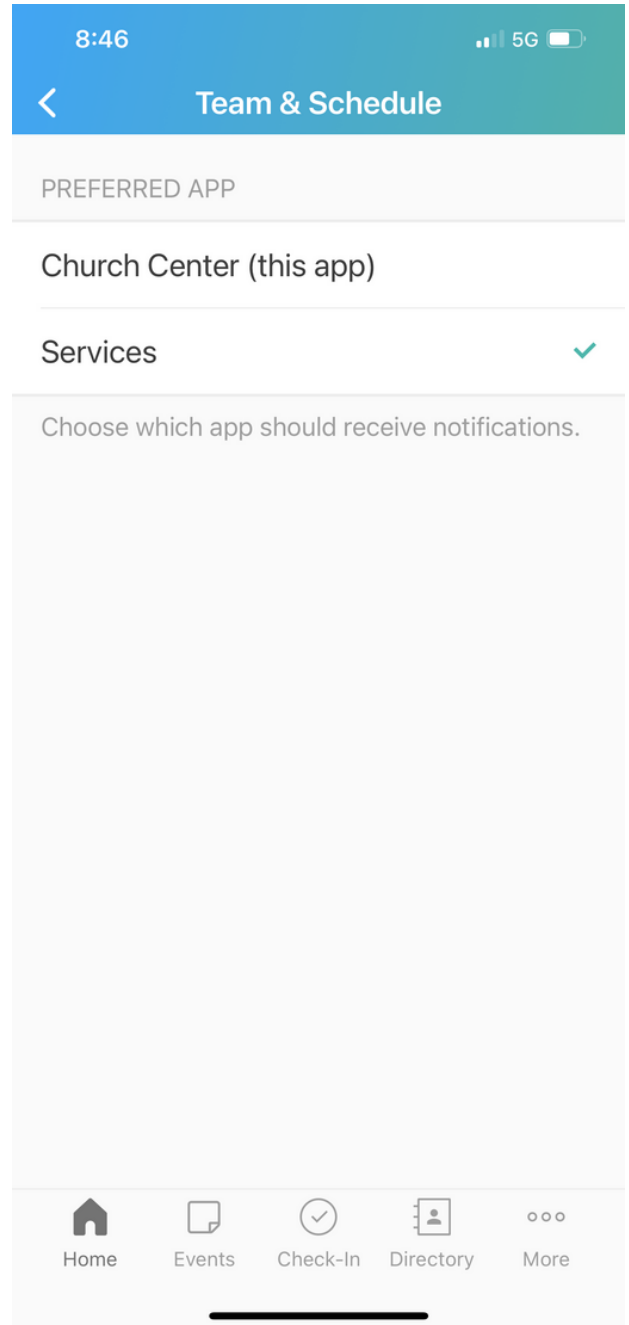 8:46 5G
Team & Schedule
PREFERRED APP
Church Center (this app)
Services
Choose which app should receive notifications.
Home Events Check-In Directory More